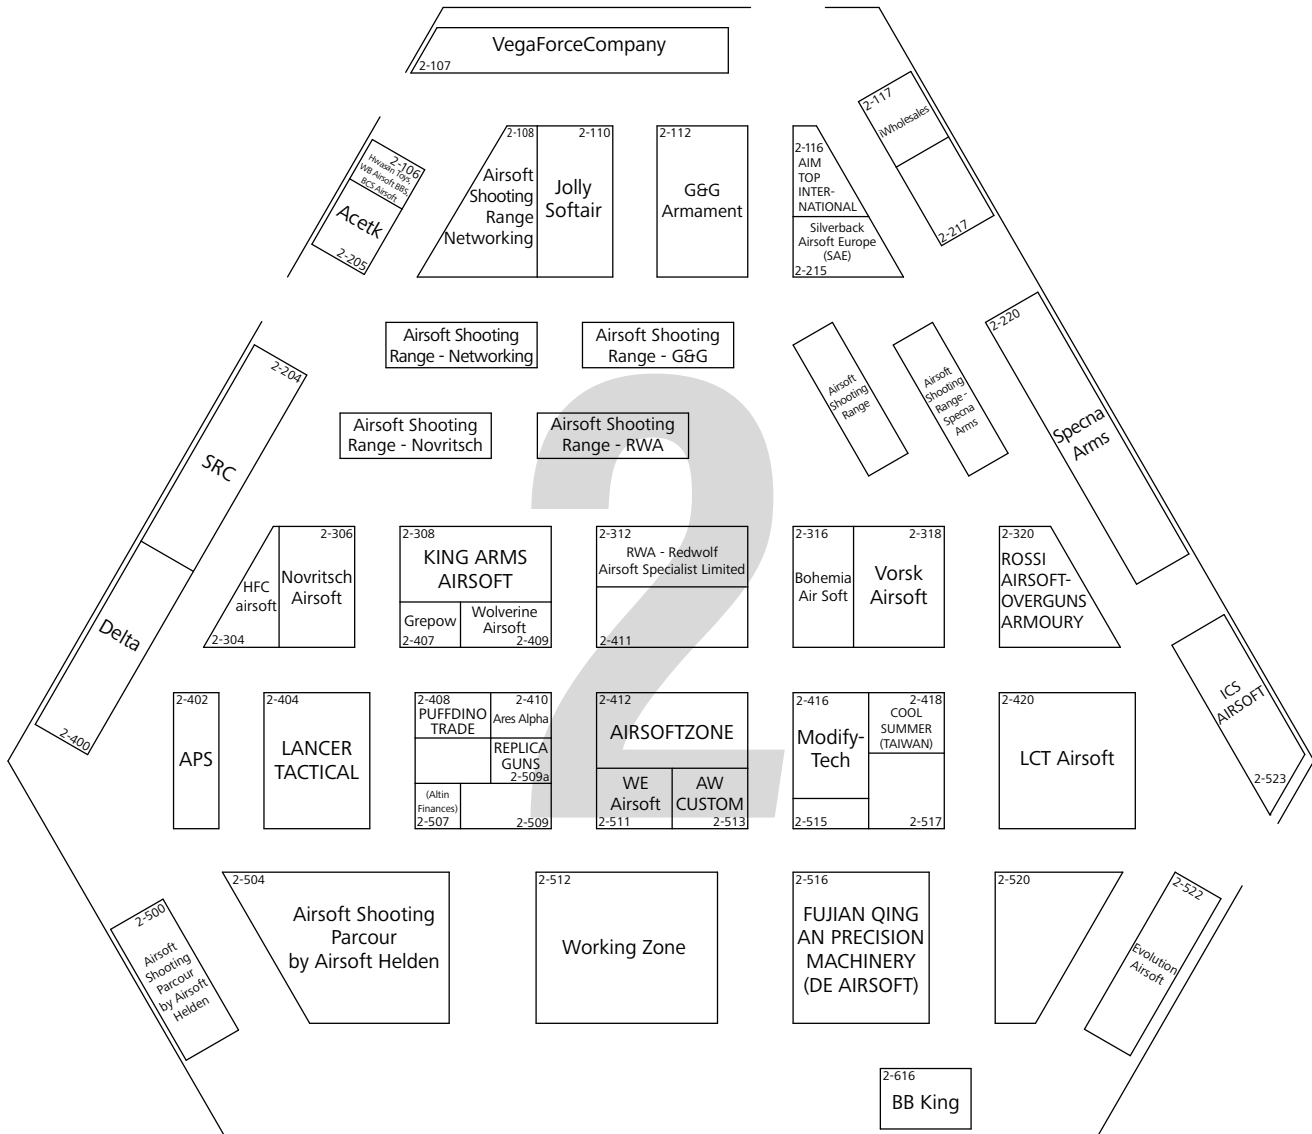 VegaForceCompany
2-107
2-117
iWholesales
2-217
2-106
Hwasan Toys,
WB Airsoft BBS,
BCS Airsoft
Acetk
2-205
2-108
Airsoft
Shooting
Range
Networking
2-110
Jolly
Softair
2-112
G&G
Armament
2-116
AIM
TOP
INTER-
NATIONAL
Silverback
Airsoft Europe
(SAE)
2-215
Airsoft Shooting
Range - Networking
Airsoft Shooting
Range - G&G
Airsoft
Shooting
Range
Airsoft
Shooting
Range -
Specna
Arms
2-220
Specna
Arms
Airsoft Shooting
Range - Novritsch
Airsoft Shooting
Range - RWA
2
2-204
SRC
Delta
2-400
2-306
HFC
airsoft
2-304
Novritsch
Airsoft
2-308
KING ARMS
AIRSOFT
Grepow
2-407
Wolverine
Airsoft
2-409
2-312
RWA - Redwolf
Airsoft Specialist Limited
2-411
2-316
Bohemia
Air Soft
2-318
Vorsk
Airsoft
2-320
ROSSI
AIRSOFT-
OVERGUNS
ARMOURY
ICS
AIRSOFT
2-523
2-402
APS
2-404
LANCER
TACTICAL
2-408
PUFFDINO
TRADE
2-410
Ares Alpha
REPLICA
GUNS
2-509a
(Altin
Finances)
2-507
2-509
2-412
AIRSOFTZONE
WE
Airsoft
2-511
AW
CUSTOM
2-513
2-416
Modify-
Tech
2-515
2-418
COOL
SUMMER
(TAIWAN)
2-517
2-420
LCT Airsoft
2-500
Airsoft
Shooting
Parcour
by Airsoft
Helden
2-504
Airsoft Shooting
Parcour
by Airsoft Helden
2-512
Working Zone
2-516
FUJIAN QING
AN PRECISION
MACHINERY
(DE AIRSOFT)
2-520
2-522
Evolution
Airsoft
2-616
BB King